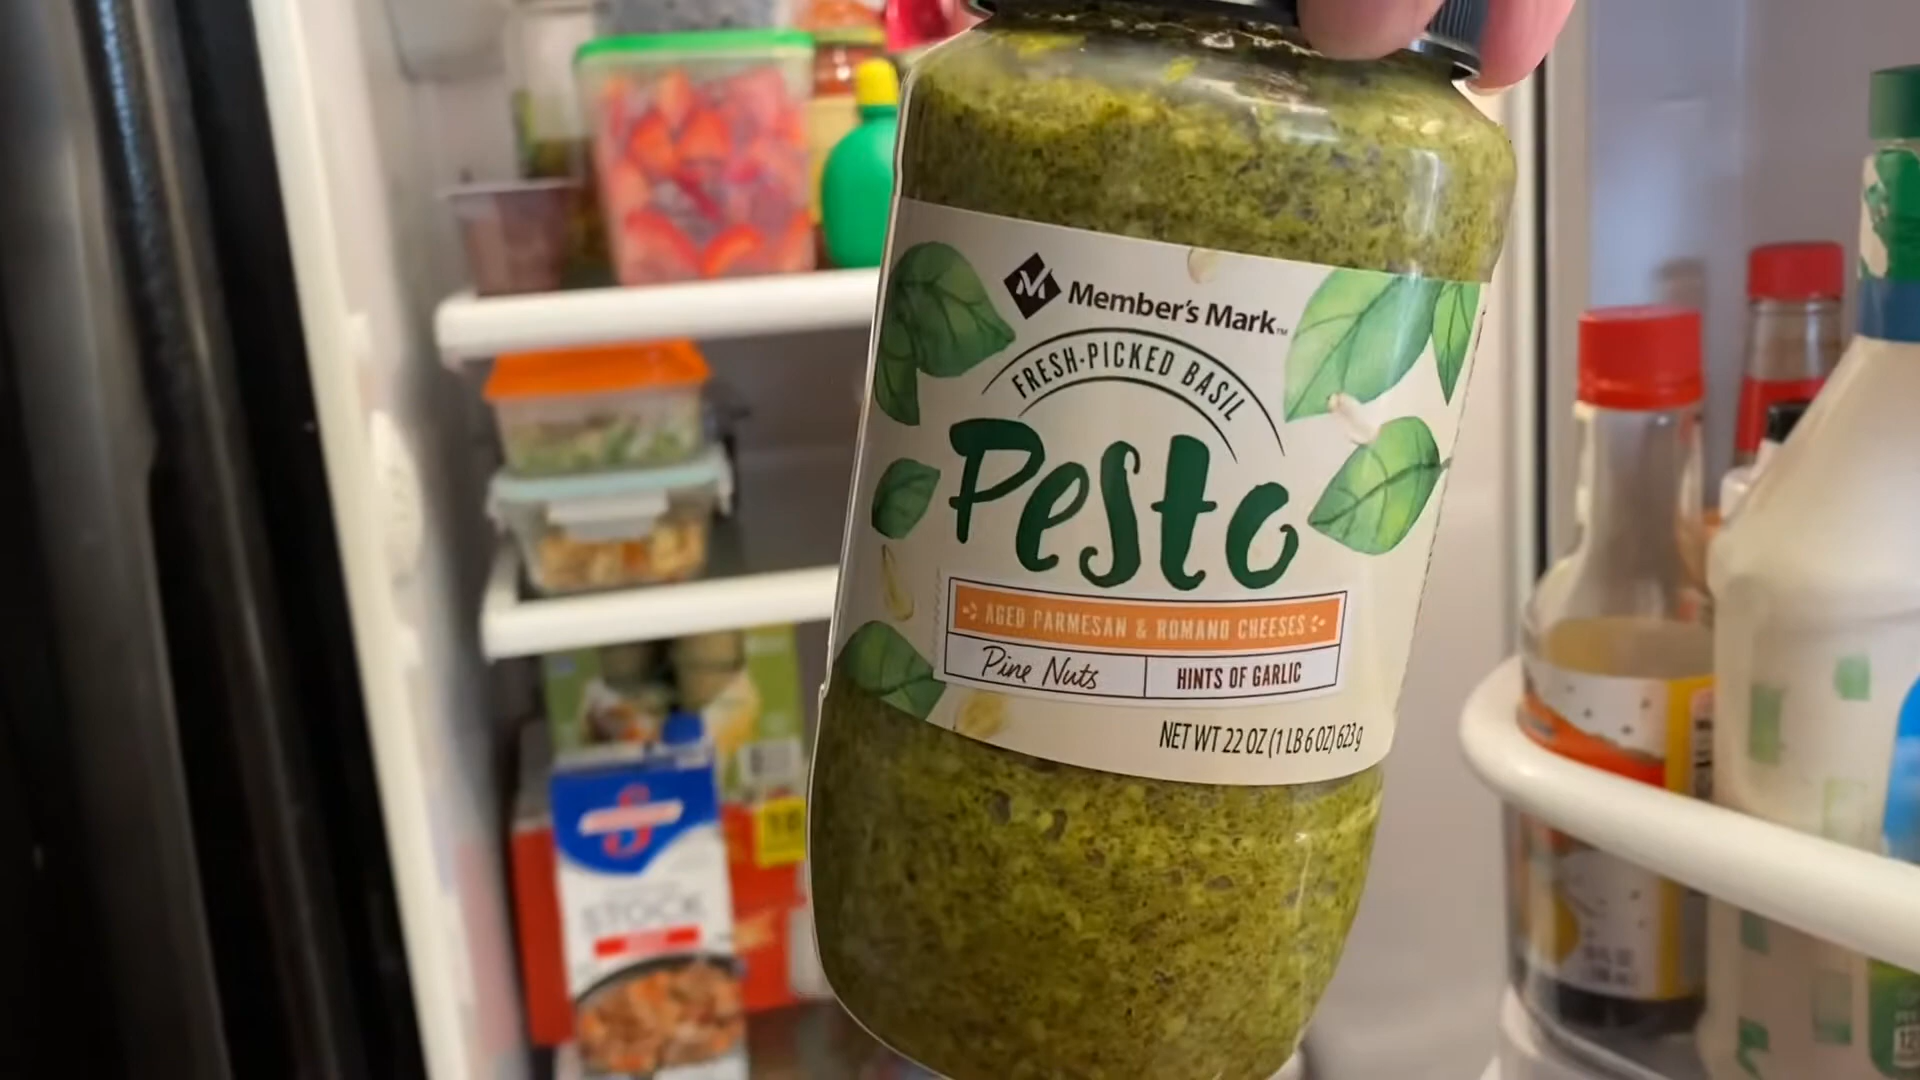 Member's Mark™
FRESH-PICKED BASIL
Pesto
AGED PARMESAN & ROMANO CHEESES
Pine Nuts
HINTS OF GARLIC
NET WT 22 OZ (1 LB 6 OZ) 623g
S
STOCK